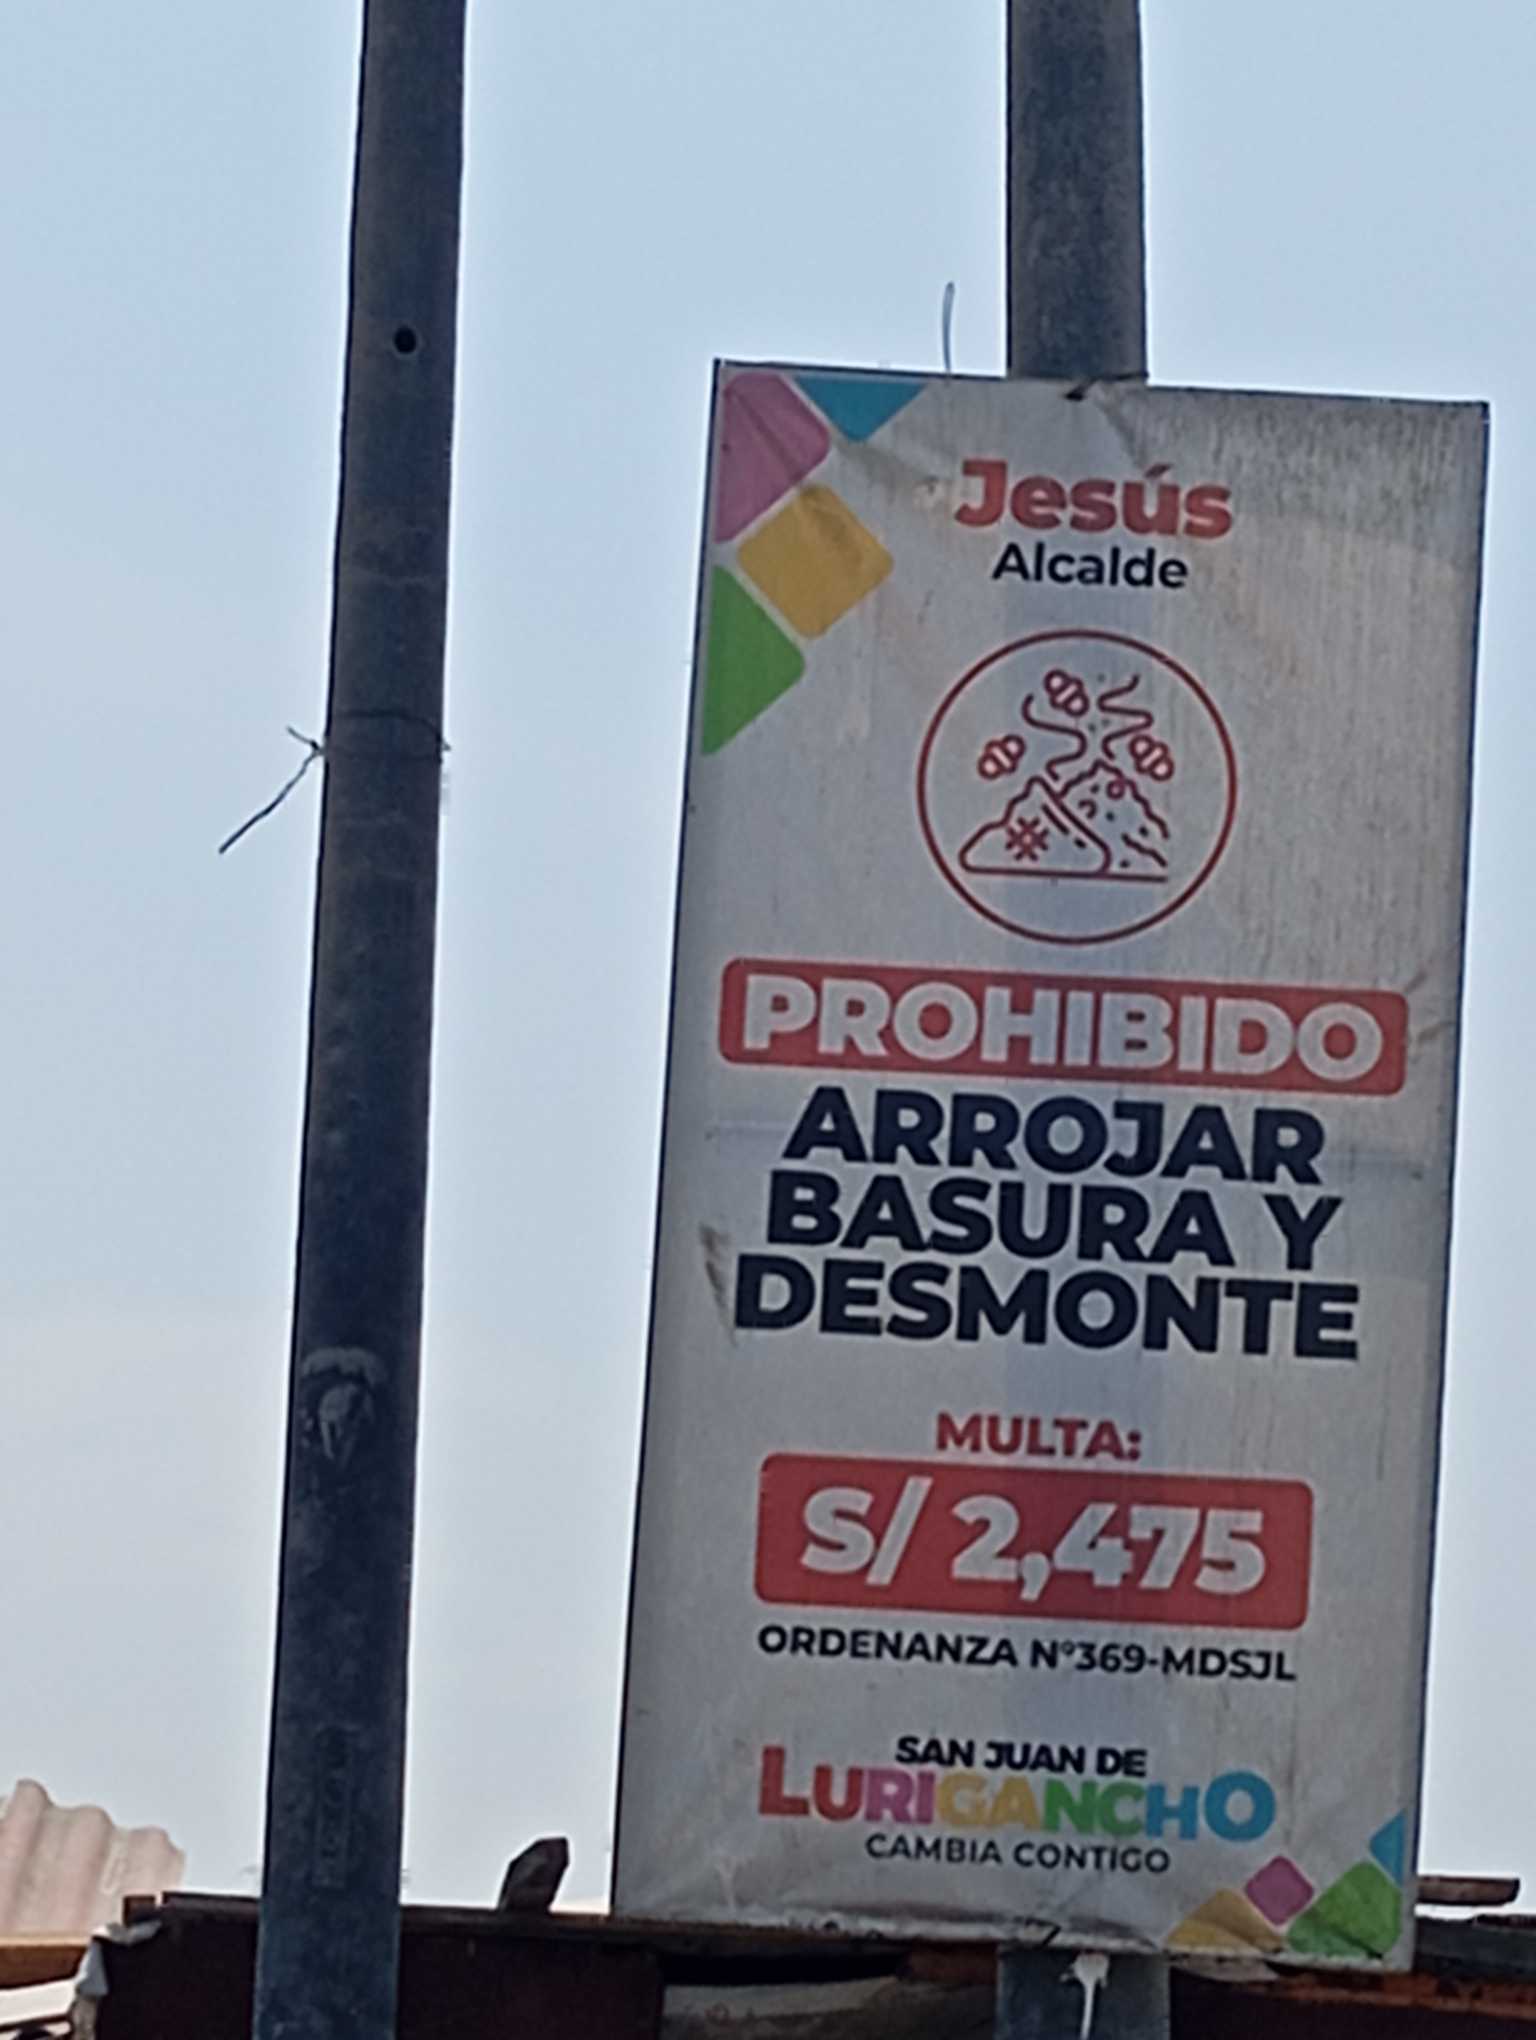 Jesús
Alcalde
PROHIBIDO
ARROJAR
BASURA Y
DESMONTE
MULTA:
S/ 2,475
ORDENANZA N°369-MDSJL
SAN JUAN DE
LURIGANCHO
CAMBIA CONTIGO